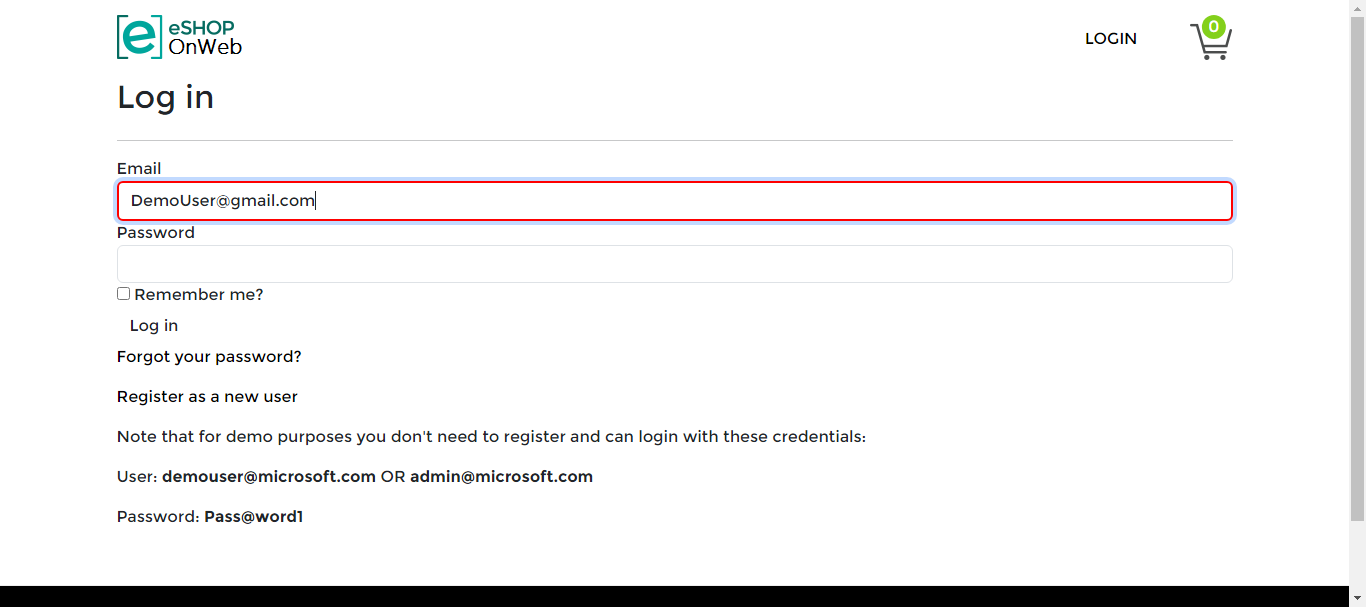 e eSHOP
OnWeb
LOGIN
0
Log in
Email
DemoUser@gmail.com
Password
Remember me?
Log in
Forgot your password?
Register as a new user
Note that for demo purposes you don't need to register and can login with these credentials:
User: demouser@microsoft.com OR admin@microsoft.com
Password: Pass@word1